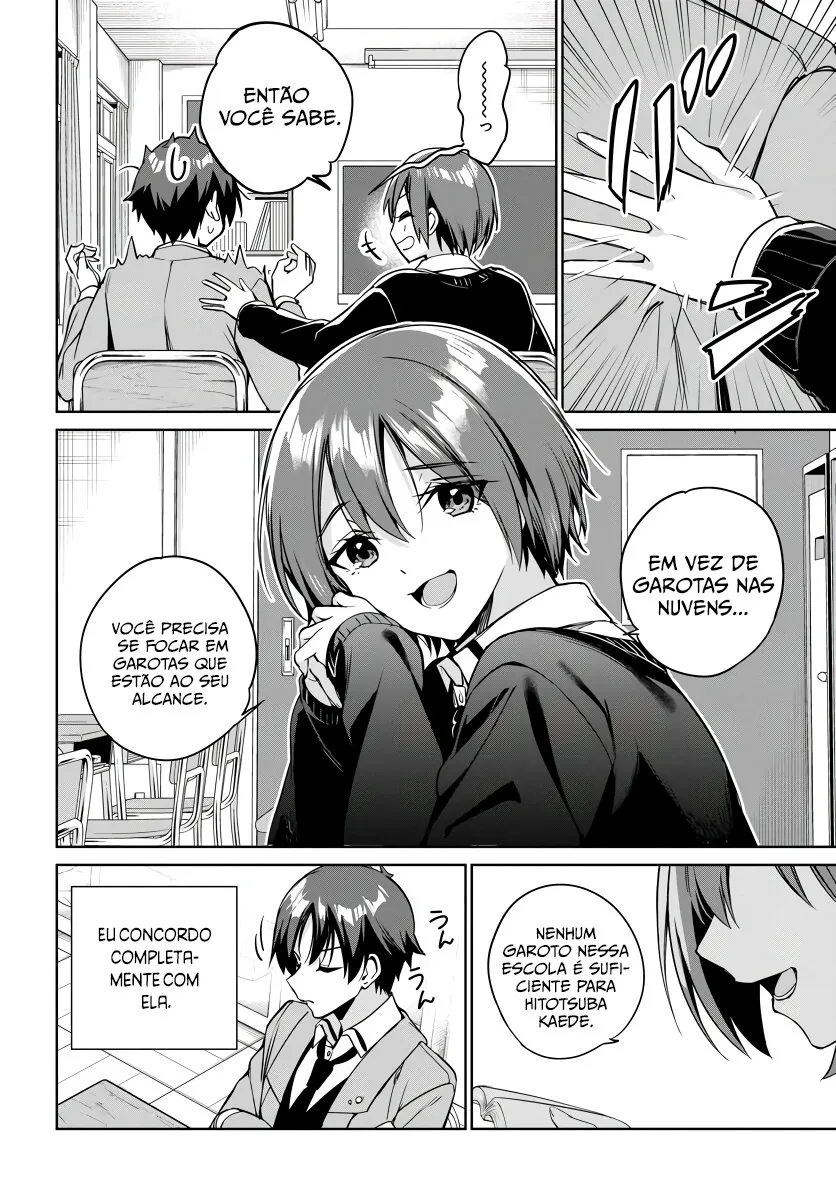 バン
~~~っ
ENTÃO
VOCÊ SABE.
EM VEZ DE
GAROTAS NAS
NUVENS...
VOCÊ PRECISA
SE FOCAR EM
GAROTAS QUE
ESTÃO AO SEU
ALCANCE.
NENHUM
GAROTO NESSA
ESCOLA É SUFI-
CIENTE PARA
HITOTSUBA
KAEDE.
うん
うん
EU CONCORDO
COMPLETA-
MENTE COM
ELA.